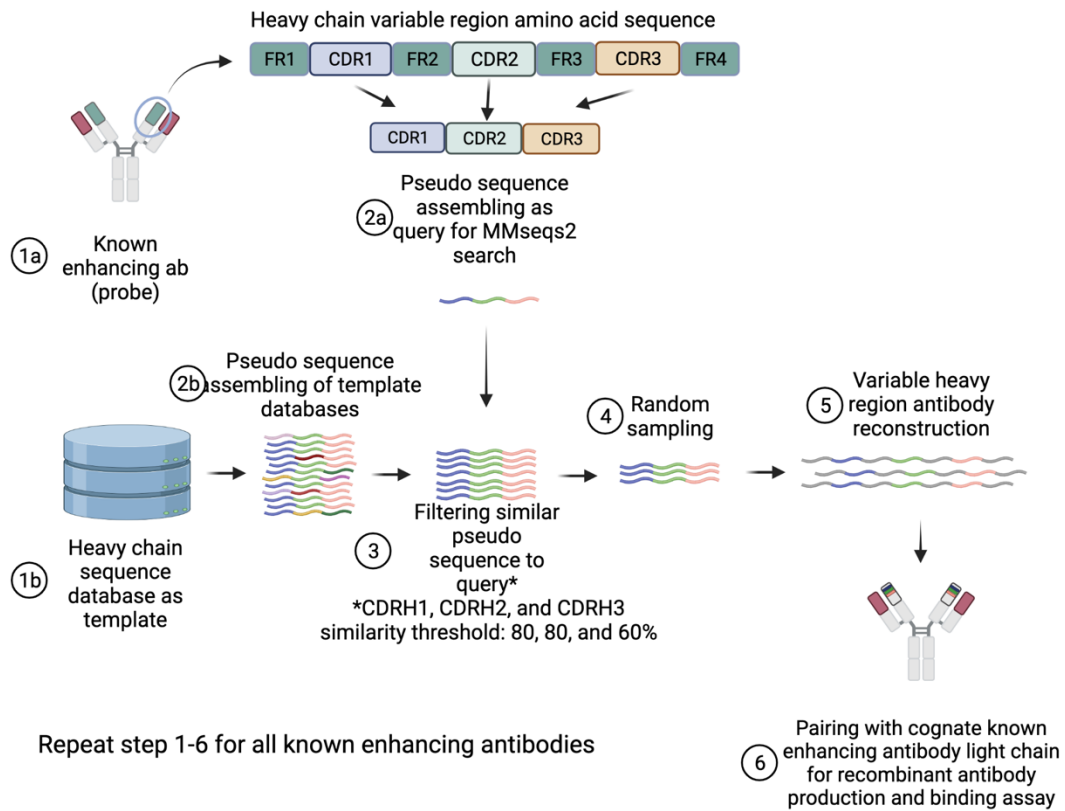 Heavy chain variable region amino acid sequence
FR1 CDR1 FR2 CDR2 FR3 CDR3 FR4
CDR1 CDR2 CDR3
1a
Known
enhancing ab
(probe)
2a
Pseudo sequence
assembling as
query for MMseqs2
search
1b
Heavy chain
sequence
database as
template
2b
Pseudo sequence
assembling of template
databases
3
Filtering similar
pseudo
sequence to
query*
*CDRH1, CDRH2, and CDRH3
similarity threshold: 80, 80, and 60%
4
Random
sampling
5
Variable heavy
region antibody
reconstruction
6
Pairing with cognate known
enhancing antibody light chain
for recombinant antibody
production and binding assay
Repeat step 1-6 for all known enhancing antibodies